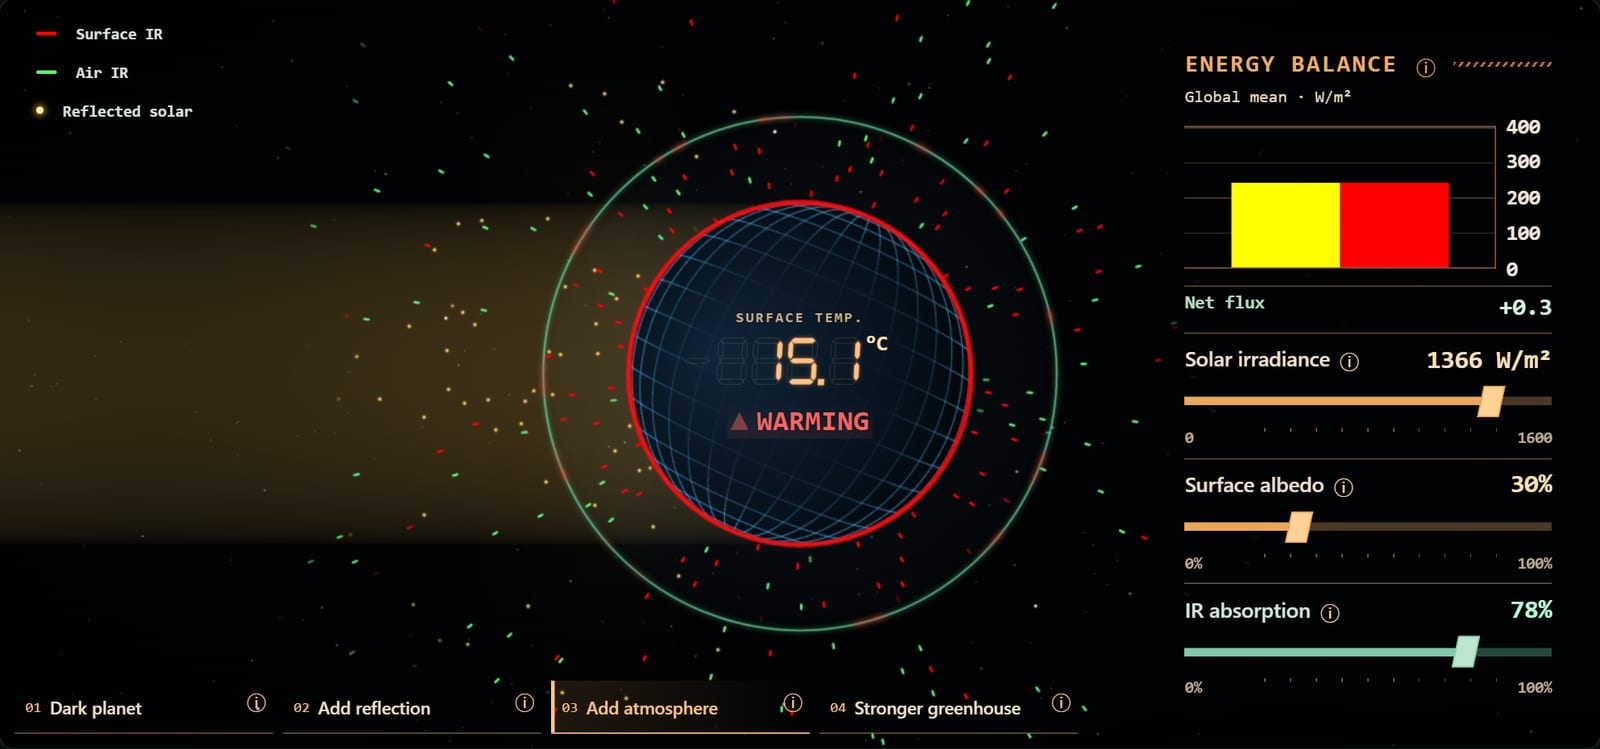 Surface IR
Air IR
Reflected solar
SURFACE TEMP.
15.1 °C
▲ WARMING
01 Dark planet ⓘ
02 Add reflection ⓘ
03 Add atmosphere ⓘ
04 Stronger greenhouse ⓘ
ENERGY BALANCE ⓘ
Global mean · W/m²
400
300
200
100
0
Net flux +0.3
Solar irradiance ⓘ 1366 W/m²
0 1600
Surface albedo ⓘ 30%
0% 100%
IR absorption ⓘ 78%
0% 100%